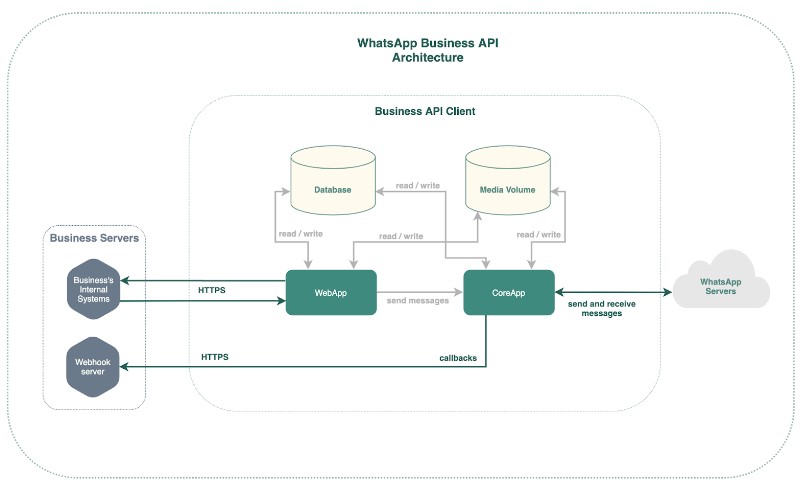 WhatsApp Business API
Architecture
Business API Client
Database
read / write
Media Volume
read / write
read / write
read / write
Business Servers
Business's
Internal
Systems
HTTPS
WebApp
send messages
CoreApp
send and receive
messages
WhatsApp
Servers
Webhook
server
HTTPS
callbacks